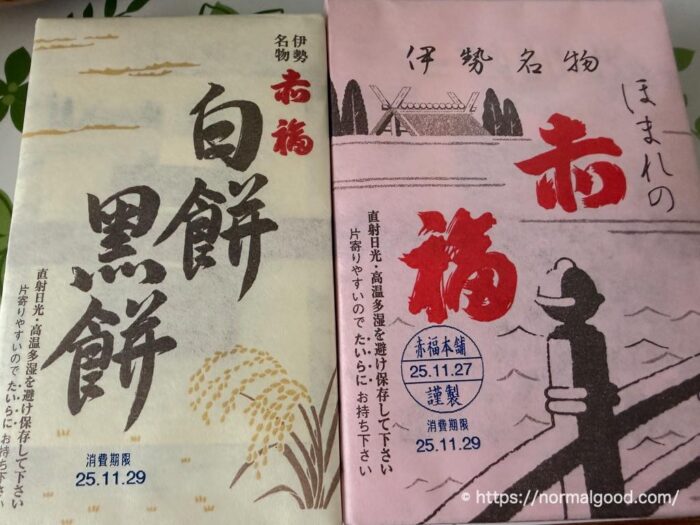 伊勢
名物
赤福
白餅
黒餅
直射日光・高温多湿を避け保存して下さい
片寄りやすいので たいらに お持ち下さい
消費期限
25.11.29
伊勢名物
ほまれの
赤
福
直射日光・高温多湿を避け保存して下さい
片寄りやすいので たいらに お持ち下さい
赤福本舗
25.11.27
謹製
消費期限
25.11.29
© https://normalgood.com/